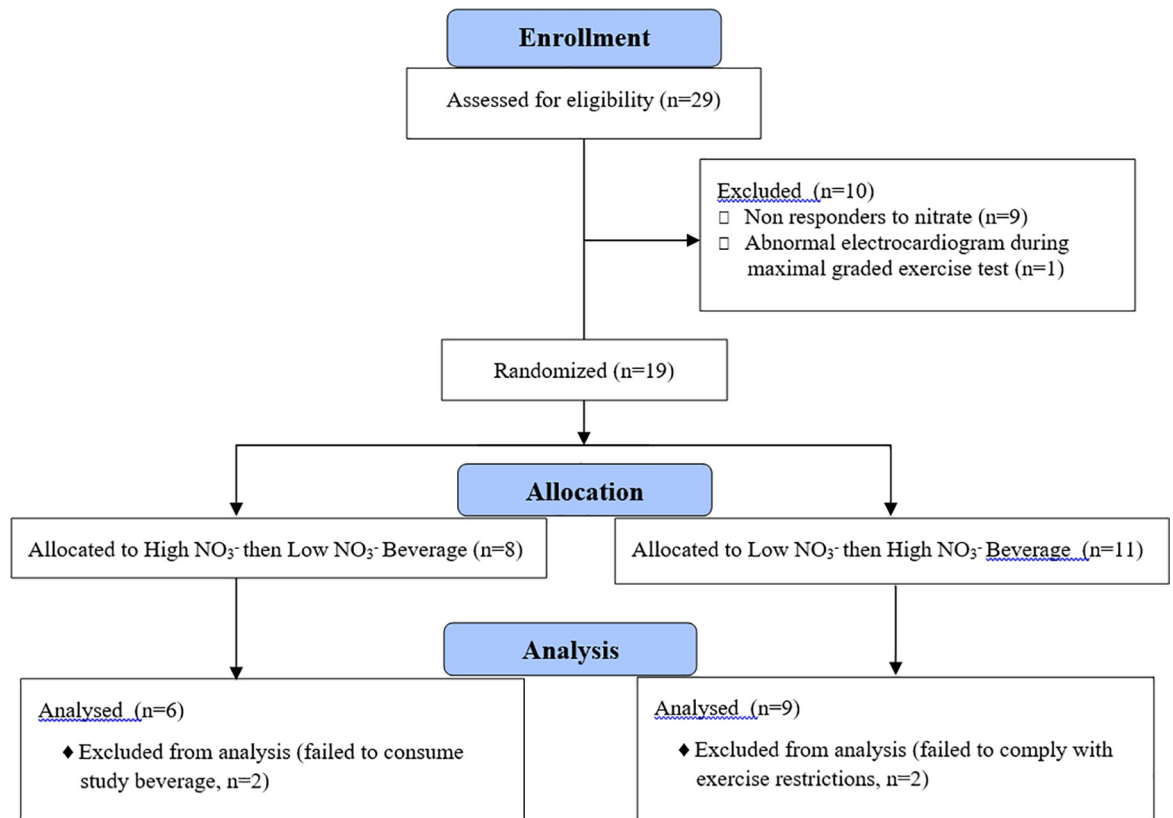 Enrollment
Assessed for eligibility (n=29)
Excluded (n=10)
□ Non responders to nitrate (n=9)
□ Abnormal electrocardiogram during
maximal graded exercise test (n=1)
Randomized (n=19)
Allocation
Allocated to High NO₃⁻ then Low NO₃⁻ Beverage (n=8)
Allocated to Low NO₃⁻ then High NO₃⁻ Beverage (n=11)
Analysis
Analysed (n=6)
♦ Excluded from analysis (failed to consume
study beverage, n=2)
Analysed (n=9)
♦ Excluded from analysis (failed to comply with
exercise restrictions, n=2)